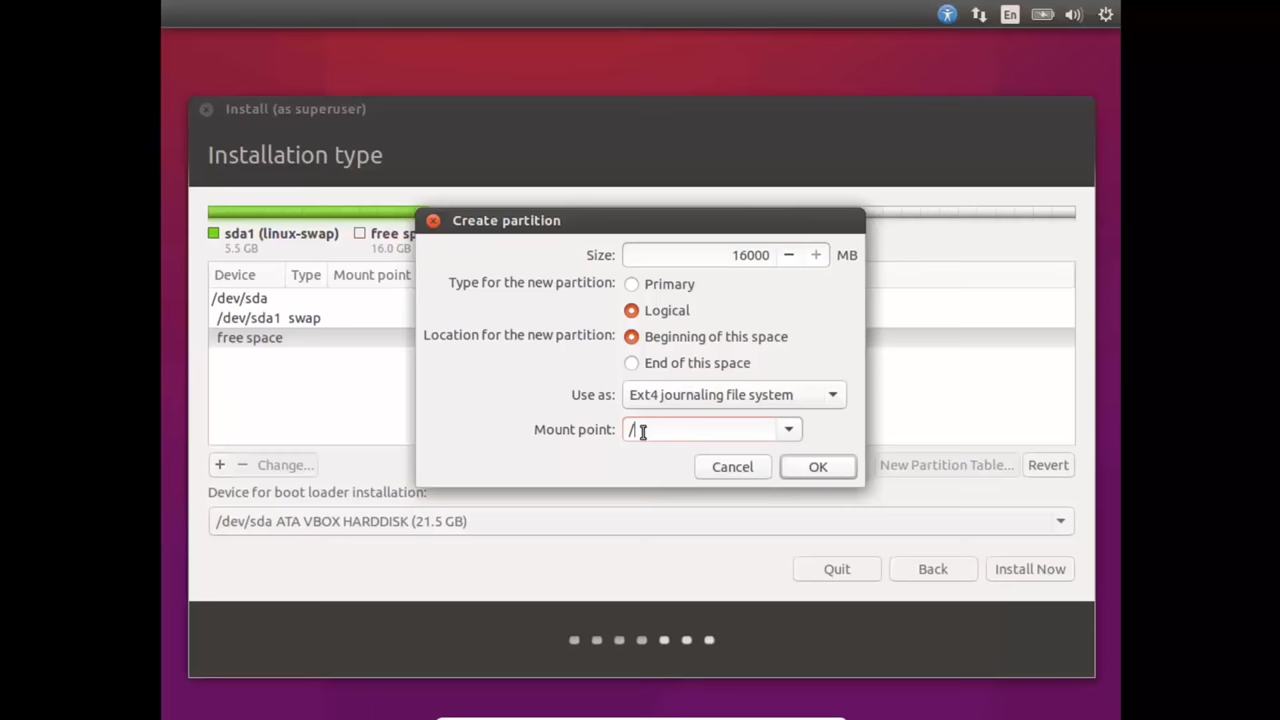 En
Install (as superuser)
Installation type
sda1 (linux-swap) free sp
5.5 GB 16.0 G
Device Type Mount point
/dev/sda
/dev/sda1 swap
free space
Create partition
Size: 16000 MB
Type for the new partition: Primary
Logical
Location for the new partition: Beginning of this space
End of this space
Use as: Ext4 journaling file system
Mount point: /
Cancel OK
+ − Change... New Partition Table... Revert
Device for boot loader installation:
/dev/sda ATA VBOX HARDDISK (21.5 GB)
Quit Back Install Now